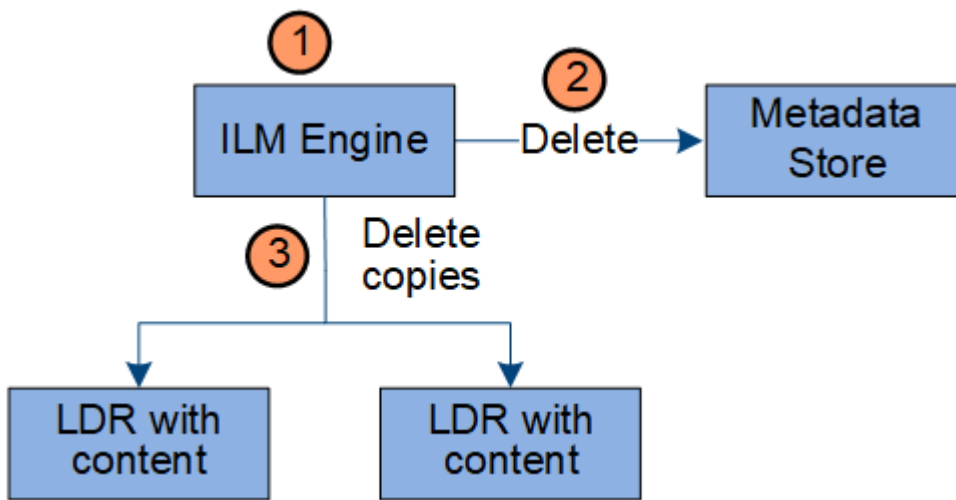 1
ILM Engine
2
Delete
Metadata
Store
3
Delete
copies
LDR with
content
LDR with
content